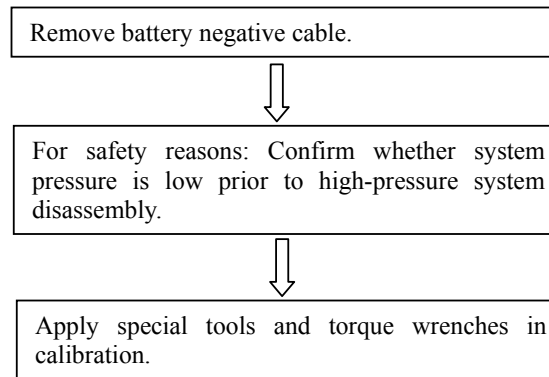 Remove battery negative cable.
For safety reasons: Confirm whether system
pressure is low prior to high-pressure system
disassembly.
Apply special tools and torque wrenches in
calibration.